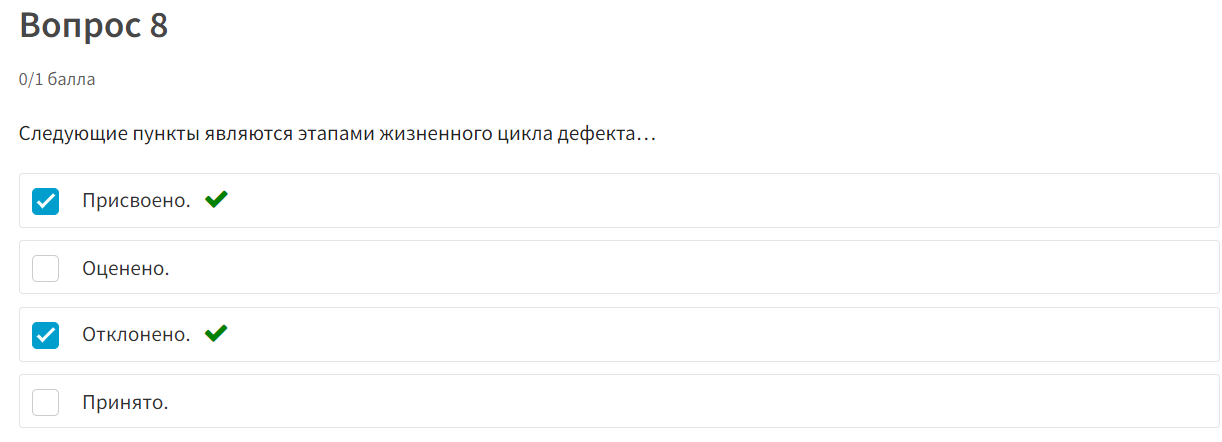 Вопрос 8
0/1 балла
Следующие пункты являются этапами жизненного цикла дефекта…
Присвоено.
Оценено.
Отклонено.
Принято.